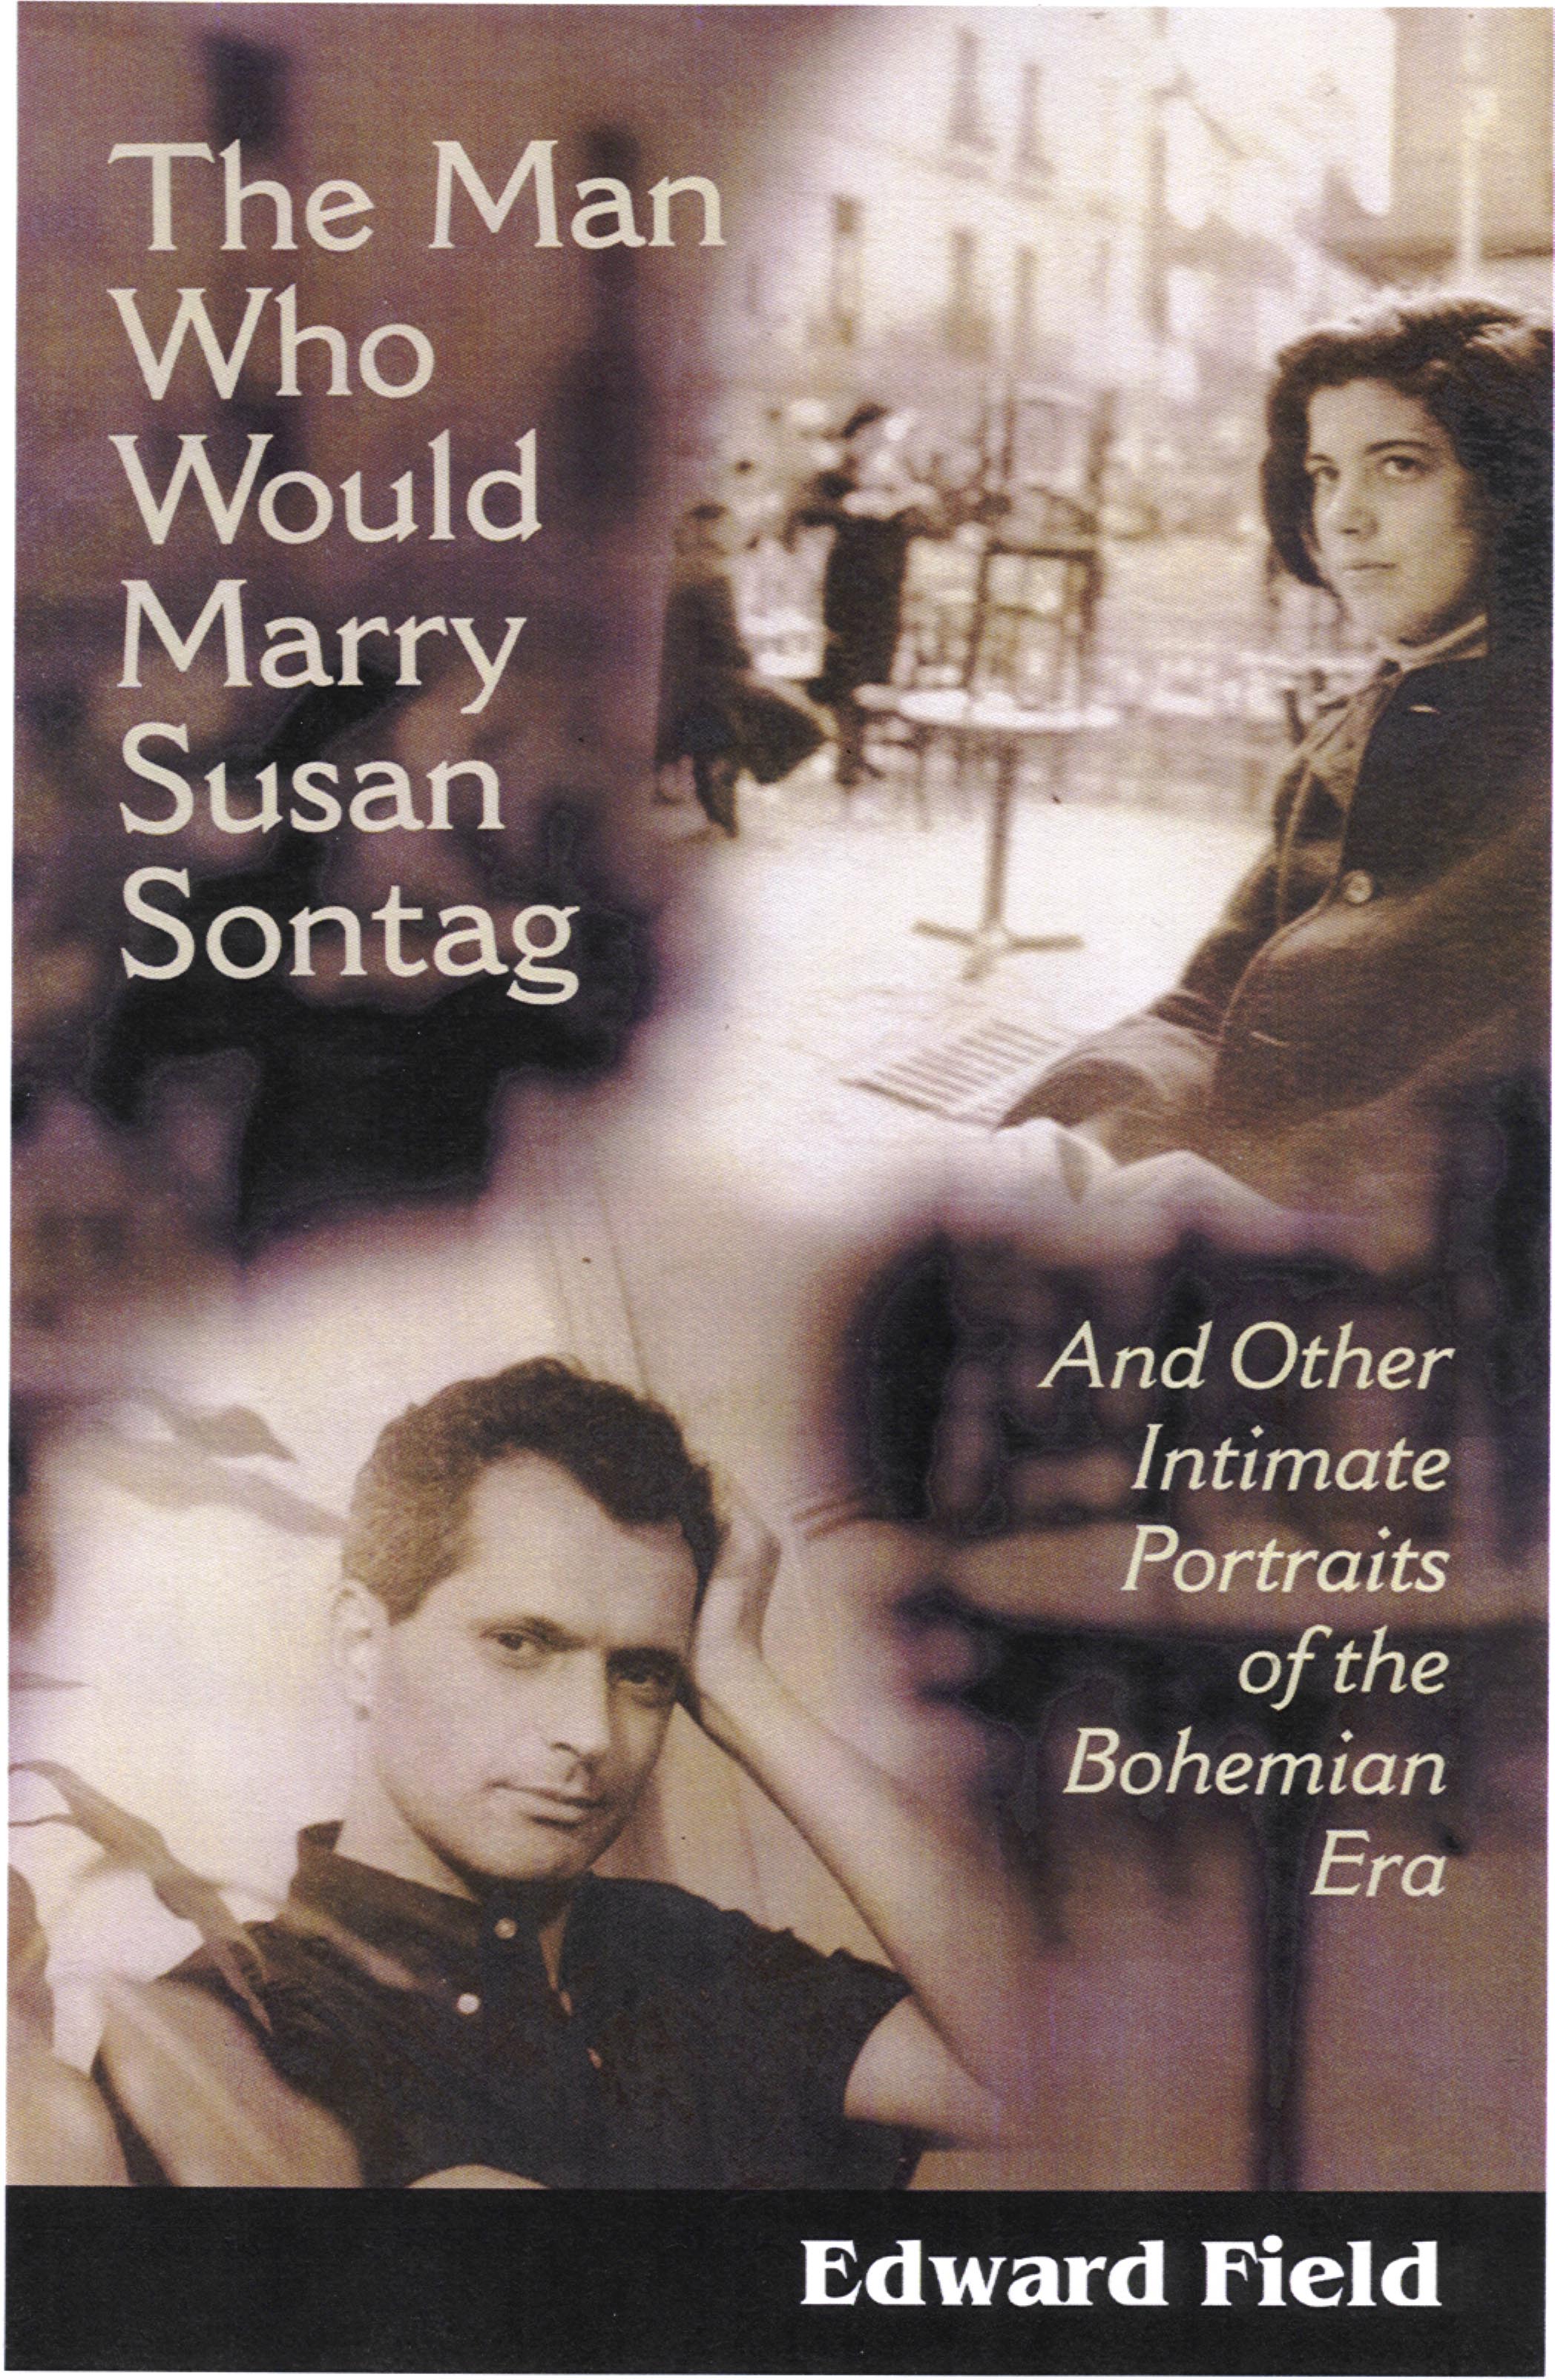 The Man
Who
Would
Marry
Susan
Sontag
And Other
Intimate
Portraits
of the
Bohemian
Era
Edward Field